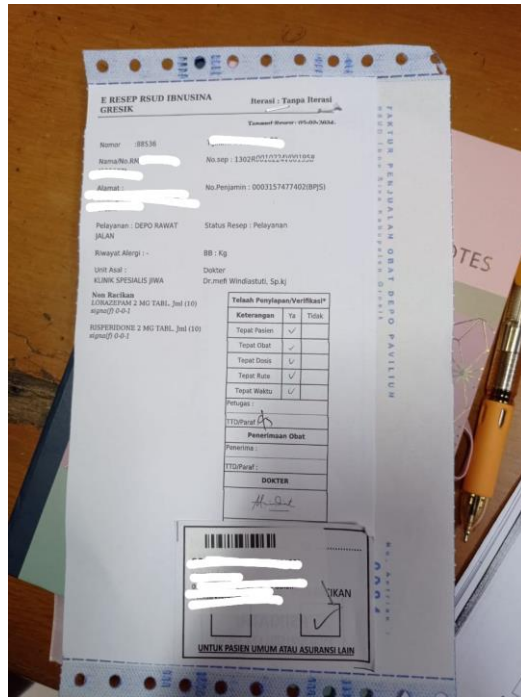 E RESEP RSUD IBNUSINA
GRESIK
Iterasi : Tanpa Iterasi
Nomor :88536
Nama/No.RM
No.sep :
Alamat :
No.Penjamin : 0003157477402(BPJS)
Pelayanan : DEPO RAWAT
JALAN
Status Resep : Pelayanan
Riwayat Alergi : -
BB : Kg
Unit Asal :
KLINIK SPESIALIS JIWA
Dokter
Dr.mefi Windiastuti, Sp.kj
Non Racikan
LORAZEPAM 2 MG TABL. Jml (10)
signa(f) 0-0-1
RISPERIDONE 2 MG TABL. Jml (10)
signa(f) 0-0-1
Telaah Penyiapan/Verifikasi*
Keterangan Ya Tidak
Tepat Pasien
Tepat Obat
Tepat Dosis
Tepat Rute
Tepat Waktu
Petugas :
TTD/Paraf
Penerimaan Obat
Penerima :
TTD/Paraf :
DOKTER
IKAN
UNTUK PASIEN UMUM ATAU ASURANSI LAIN
FAKTUR PENJUALAN OBAT DEPO PAVILIUN
No. Antrian :
OTES